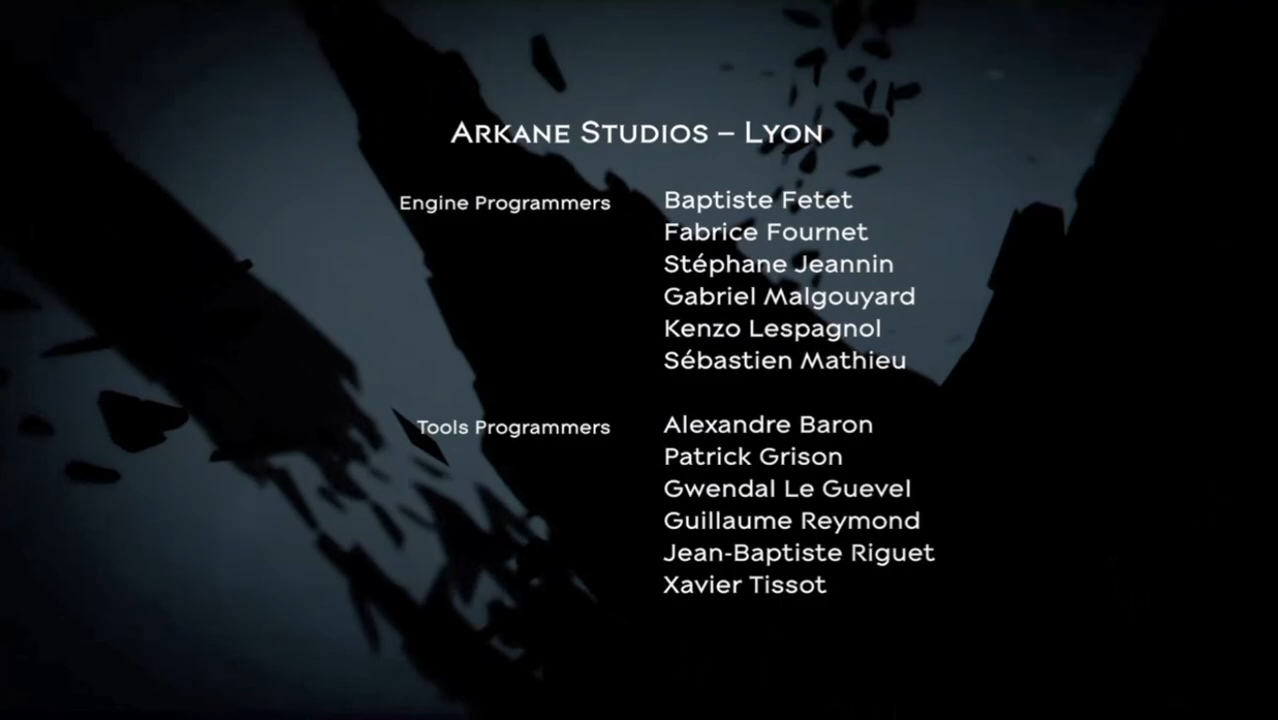 Arkane Studios – Lyon
Engine Programmers
Baptiste Fetet
Fabrice Fournet
Stéphane Jeannin
Gabriel Malgouyard
Kenzo Lespagnol
Sébastien Mathieu
Tools Programmers
Alexandre Baron
Patrick Grison
Gwendal Le Guevel
Guillaume Reymond
Jean-Baptiste Riguet
Xavier Tissot